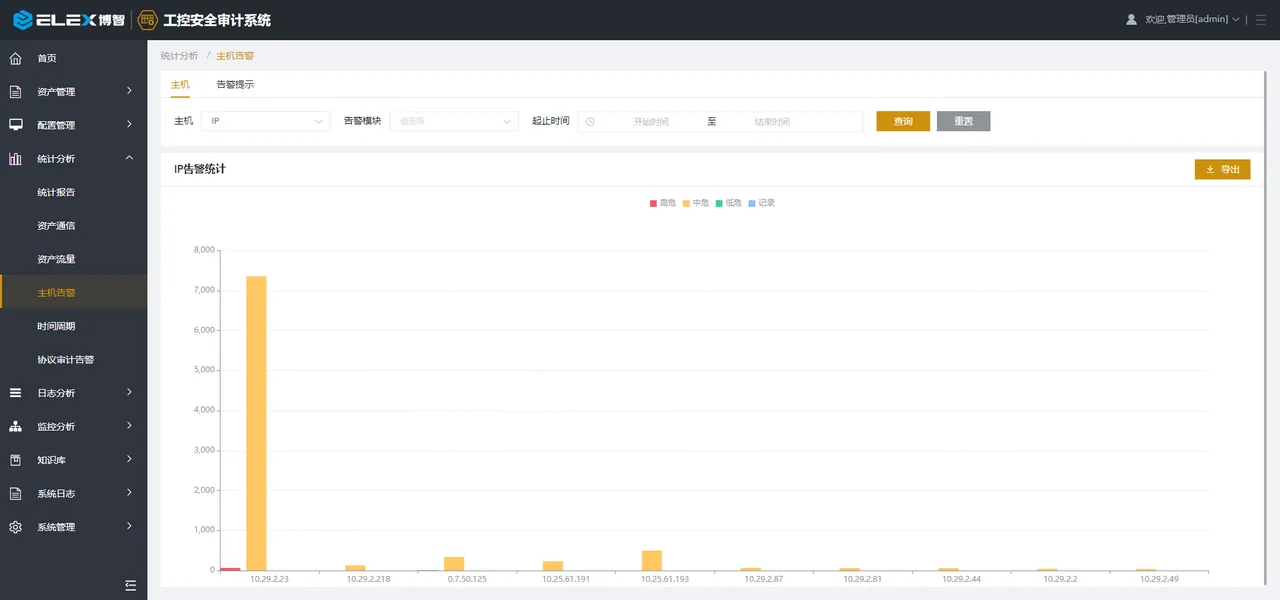 ELEX博智 工控安全审计系统 欢迎,管理员[admin]
首页
资产管理
配置管理
统计分析
统计报告
资产通信
资产流量
主机告警
时间周期
协议审计告警
日志分析
监控分析
知识库
系统日志
系统管理
统计分析 / 主机告警
主机 告警提示
主机 IP 告警模块 请选择 起止时间 开始时间 至 结束时间 查询 重置
IP告警统计 导出
高危 中危 低危 记录
8,000
7,000
6,000
5,000
4,000
3,000
2,000
1,000
0
10.29.2.23 10.29.2.218 0.7.50.125 10.25.61.191 10.25.61.193 10.29.2.87 10.29.2.81 10.29.2.44 10.29.2.2 10.29.2.49